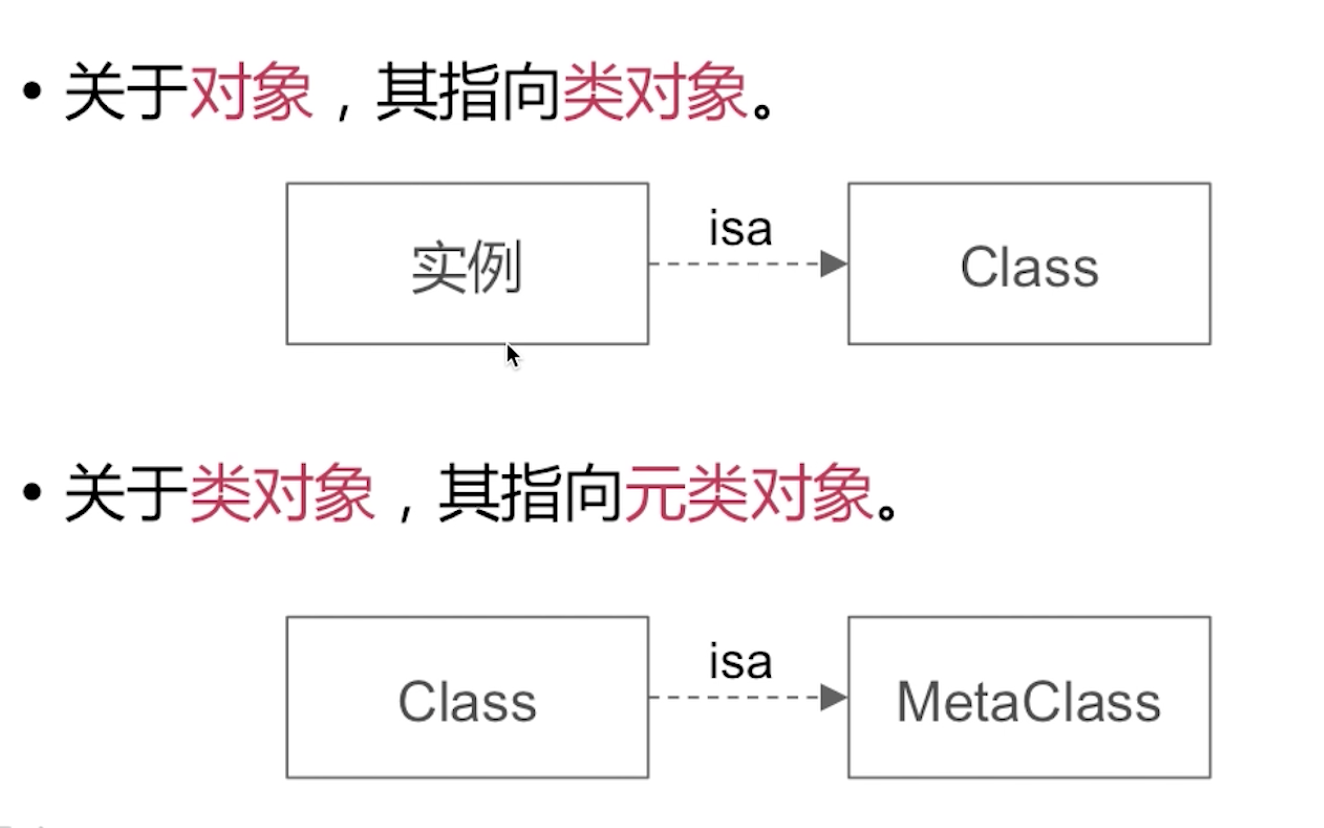 • 关于对象，其指向类对象。
isa
实例
Class
• 关于类对象，其指向元类对象。
isa
Class
MetaClass